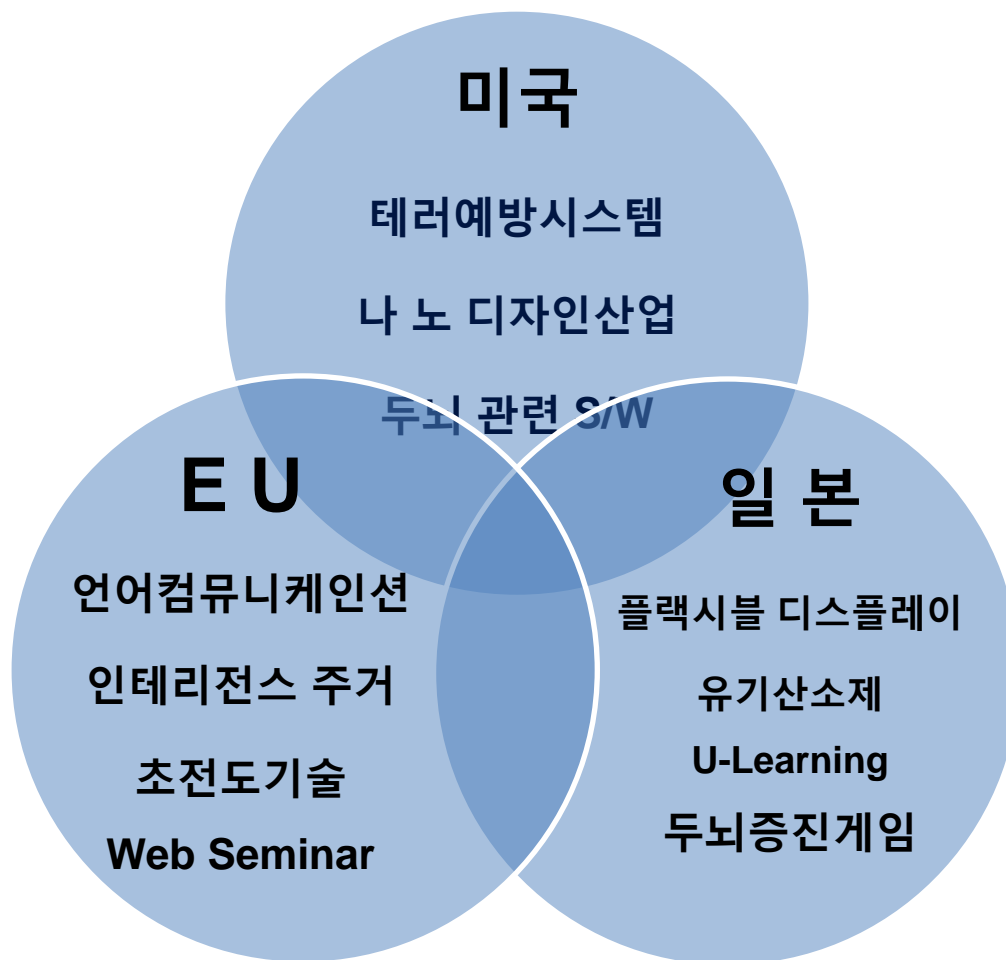 미국
테러예방시스템
나 노 디자인산업
두뇌 관련 S/W
E U
언어컴뮤니케인션
인테리전스 주거
초전도기술
Web Seminar
일 본
플랙시블 디스플레이
유기산소제
U-Learning
두뇌증진게임